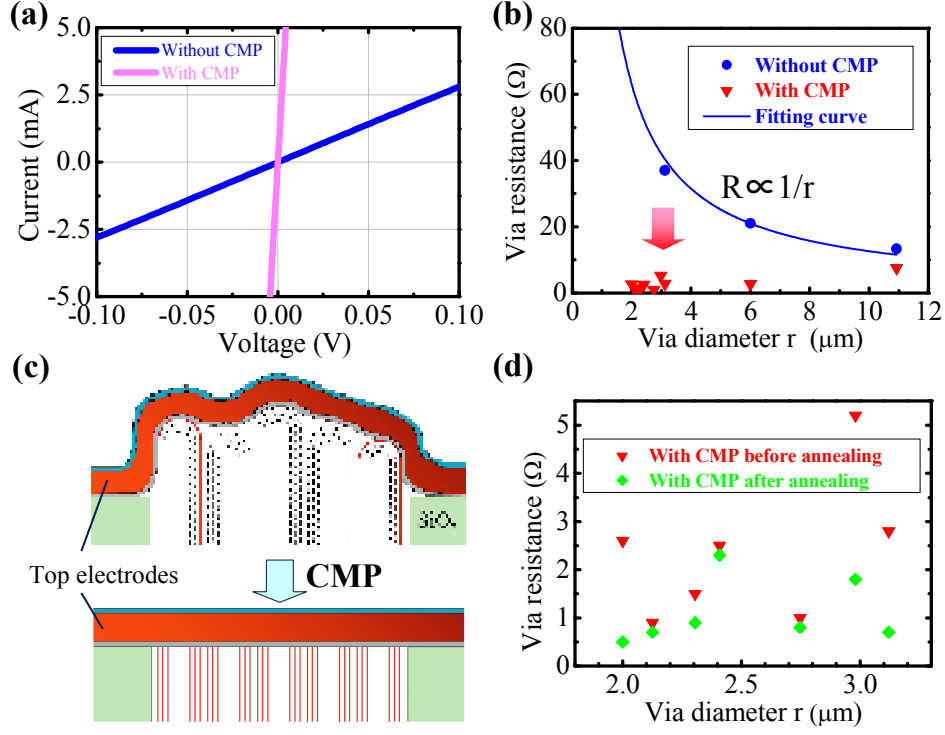 (a)
5.0
2.5
0.0
-2.5
-5.0
Current (mA)
Without CMP
With CMP
-0.10
-0.05
0.00
0.05
0.10
Voltage (V)
(b)
80
60
40
20
0
Via resistance (Ω)
Without CMP
With CMP
Fitting curve
R∝1/r
0
2
4
6
8
10
12
Via diameter r (μm)
(c)
SiO₂
Top electrodes
CMP
(d)
5
4
3
2
1
0
Via resistance (Ω)
With CMP before annealing
With CMP after annealing
2.0
2.5
3.0
Via diameter r (μm)